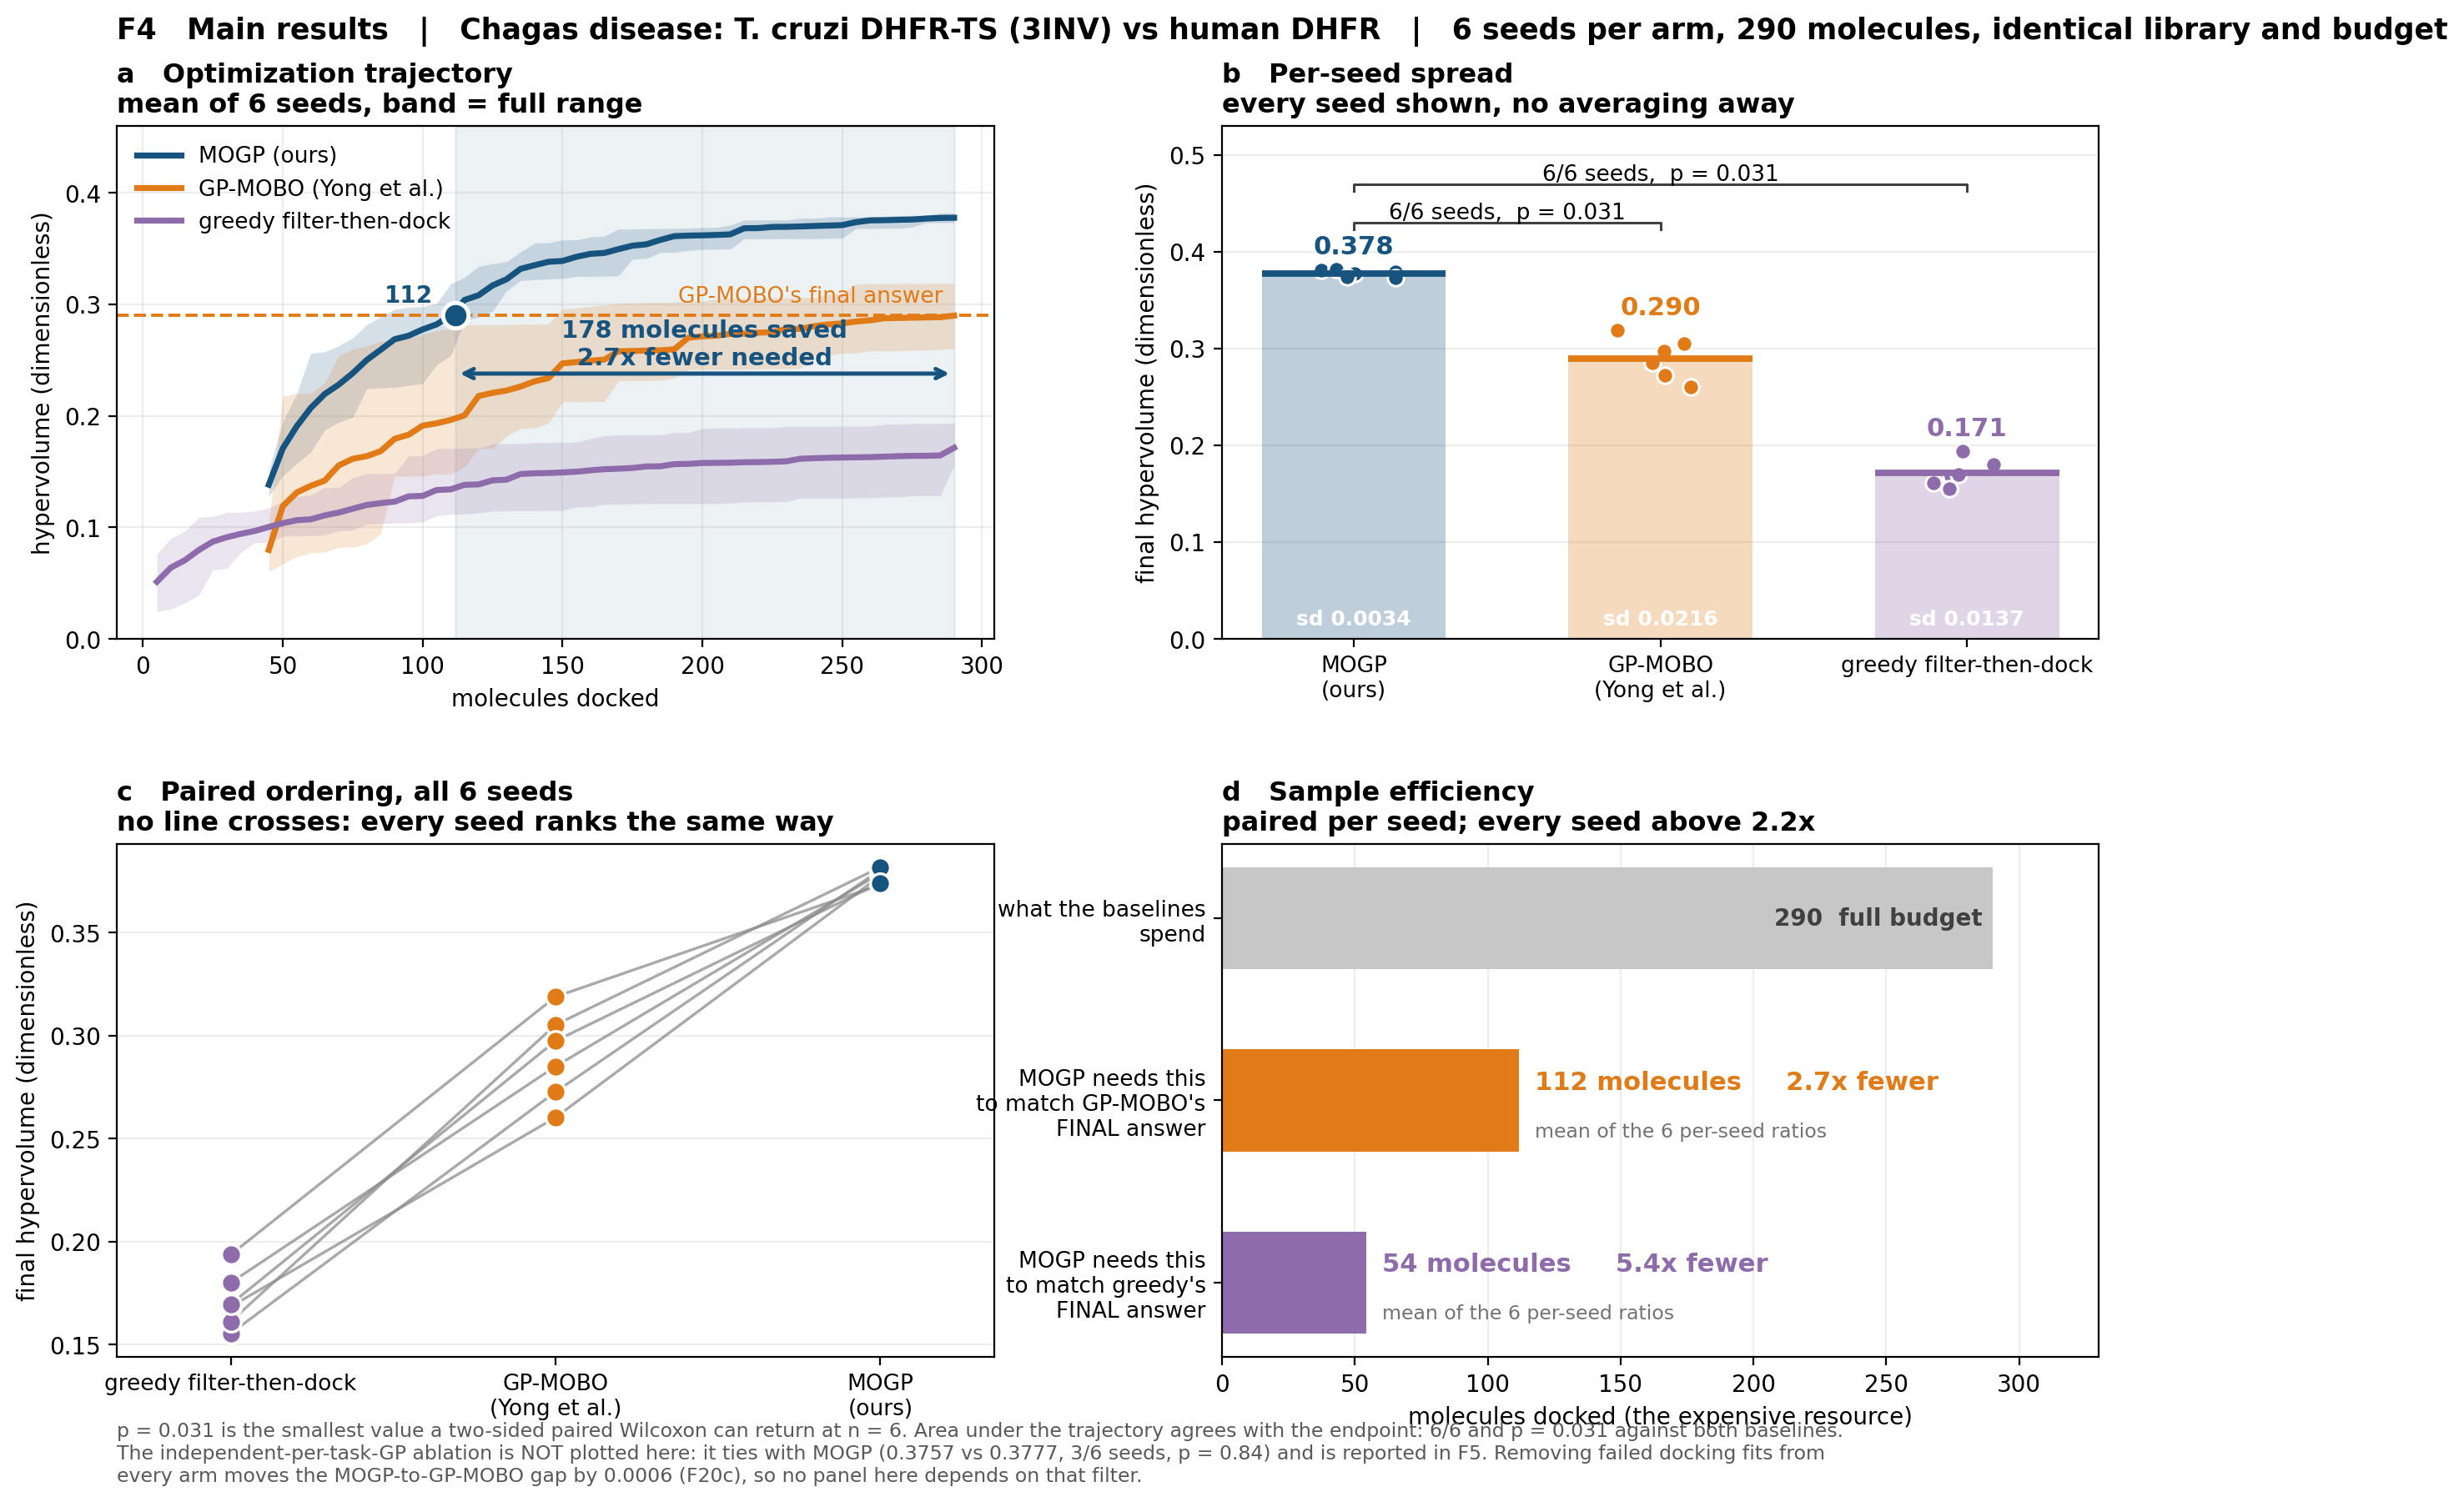 F4 Main results | Chagas disease: T. cruzi DHFR-TS (3INV) vs human DHFR | 6 seeds per arm, 290 molecules, identical library and budget
a Optimization trajectory
mean of 6 seeds, band = full range
MOGP (ours)
GP-MOBO (Yong et al.)
greedy filter-then-dock
112
GP-MOBO's final answer
178 molecules saved
2.7x fewer needed
hypervolume (dimensionless)
0.4
0.3
0.2
0.1
0.0
0 50 100 150 200 250 300
molecules docked
b Per-seed spread
every seed shown, no averaging away
6/6 seeds, p = 0.031
6/6 seeds, p = 0.031
0.378
0.290
0.171
sd 0.0034
sd 0.0216
sd 0.0137
final hypervolume (dimensionless)
0.5
0.4
0.3
0.2
0.1
0.0
MOGP
(ours)
GP-MOBO
(Yong et al.)
greedy filter-then-dock
c Paired ordering, all 6 seeds
no line crosses: every seed ranks the same way
final hypervolume (dimensionless)
0.35
0.30
0.25
0.20
0.15
greedy filter-then-dock
GP-MOBO
(Yong et al.)
MOGP
(ours)
d Sample efficiency
paired per seed; every seed above 2.2x
what the baselines
spend
290 full budget
MOGP needs this
to match GP-MOBO's
FINAL answer
112 molecules 2.7x fewer
mean of the 6 per-seed ratios
MOGP needs this
to match greedy's
FINAL answer
54 molecules 5.4x fewer
mean of the 6 per-seed ratios
0 50 100 150 200 250 300
molecules docked (the expensive resource)
p = 0.031 is the smallest value a two-sided paired Wilcoxon can return at n = 6. Area under the trajectory agrees with the endpoint: 6/6 and p = 0.031 against both baselines.
The independent-per-task-GP ablation is NOT plotted here: it ties with MOGP (0.3757 vs 0.3777, 3/6 seeds, p = 0.84) and is reported in F5. Removing failed docking fits from
every arm moves the MOGP-to-GP-MOBO gap by 0.0006 (F20c), so no panel here depends on that filter.